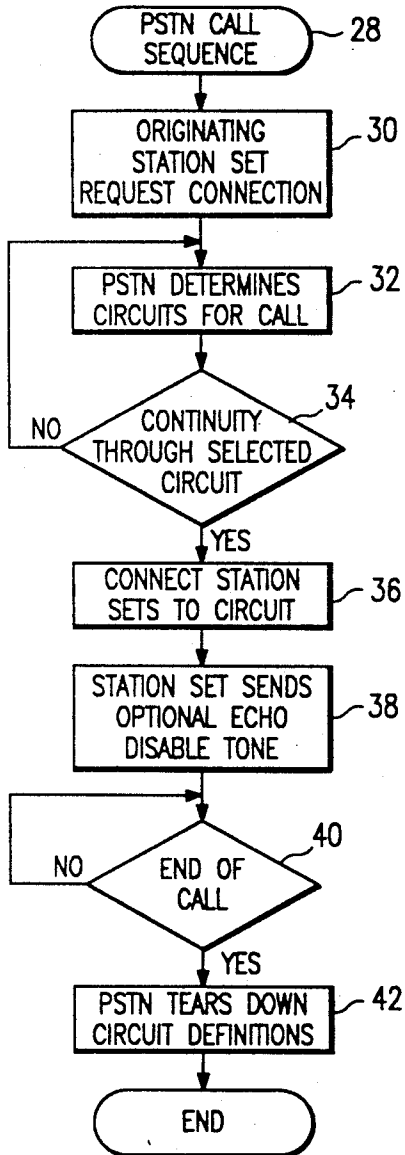 PSTN CALL
SEQUENCE
28
ORIGINATING
STATION SET
REQUEST CONNECTION
30
PSTN DETERMINES
CIRCUITS FOR CALL
32
34
CONTINUITY
THROUGH SELECTED
CIRCUIT
NO
YES
CONNECT STATION
SETS TO CIRCUIT
36
STATION SET SENDS
OPTIONAL ECHO
DISABLE TONE
38
40
END OF
CALL
NO
YES
PSTN TEARS DOWN
CIRCUIT DEFINITIONS
42
END